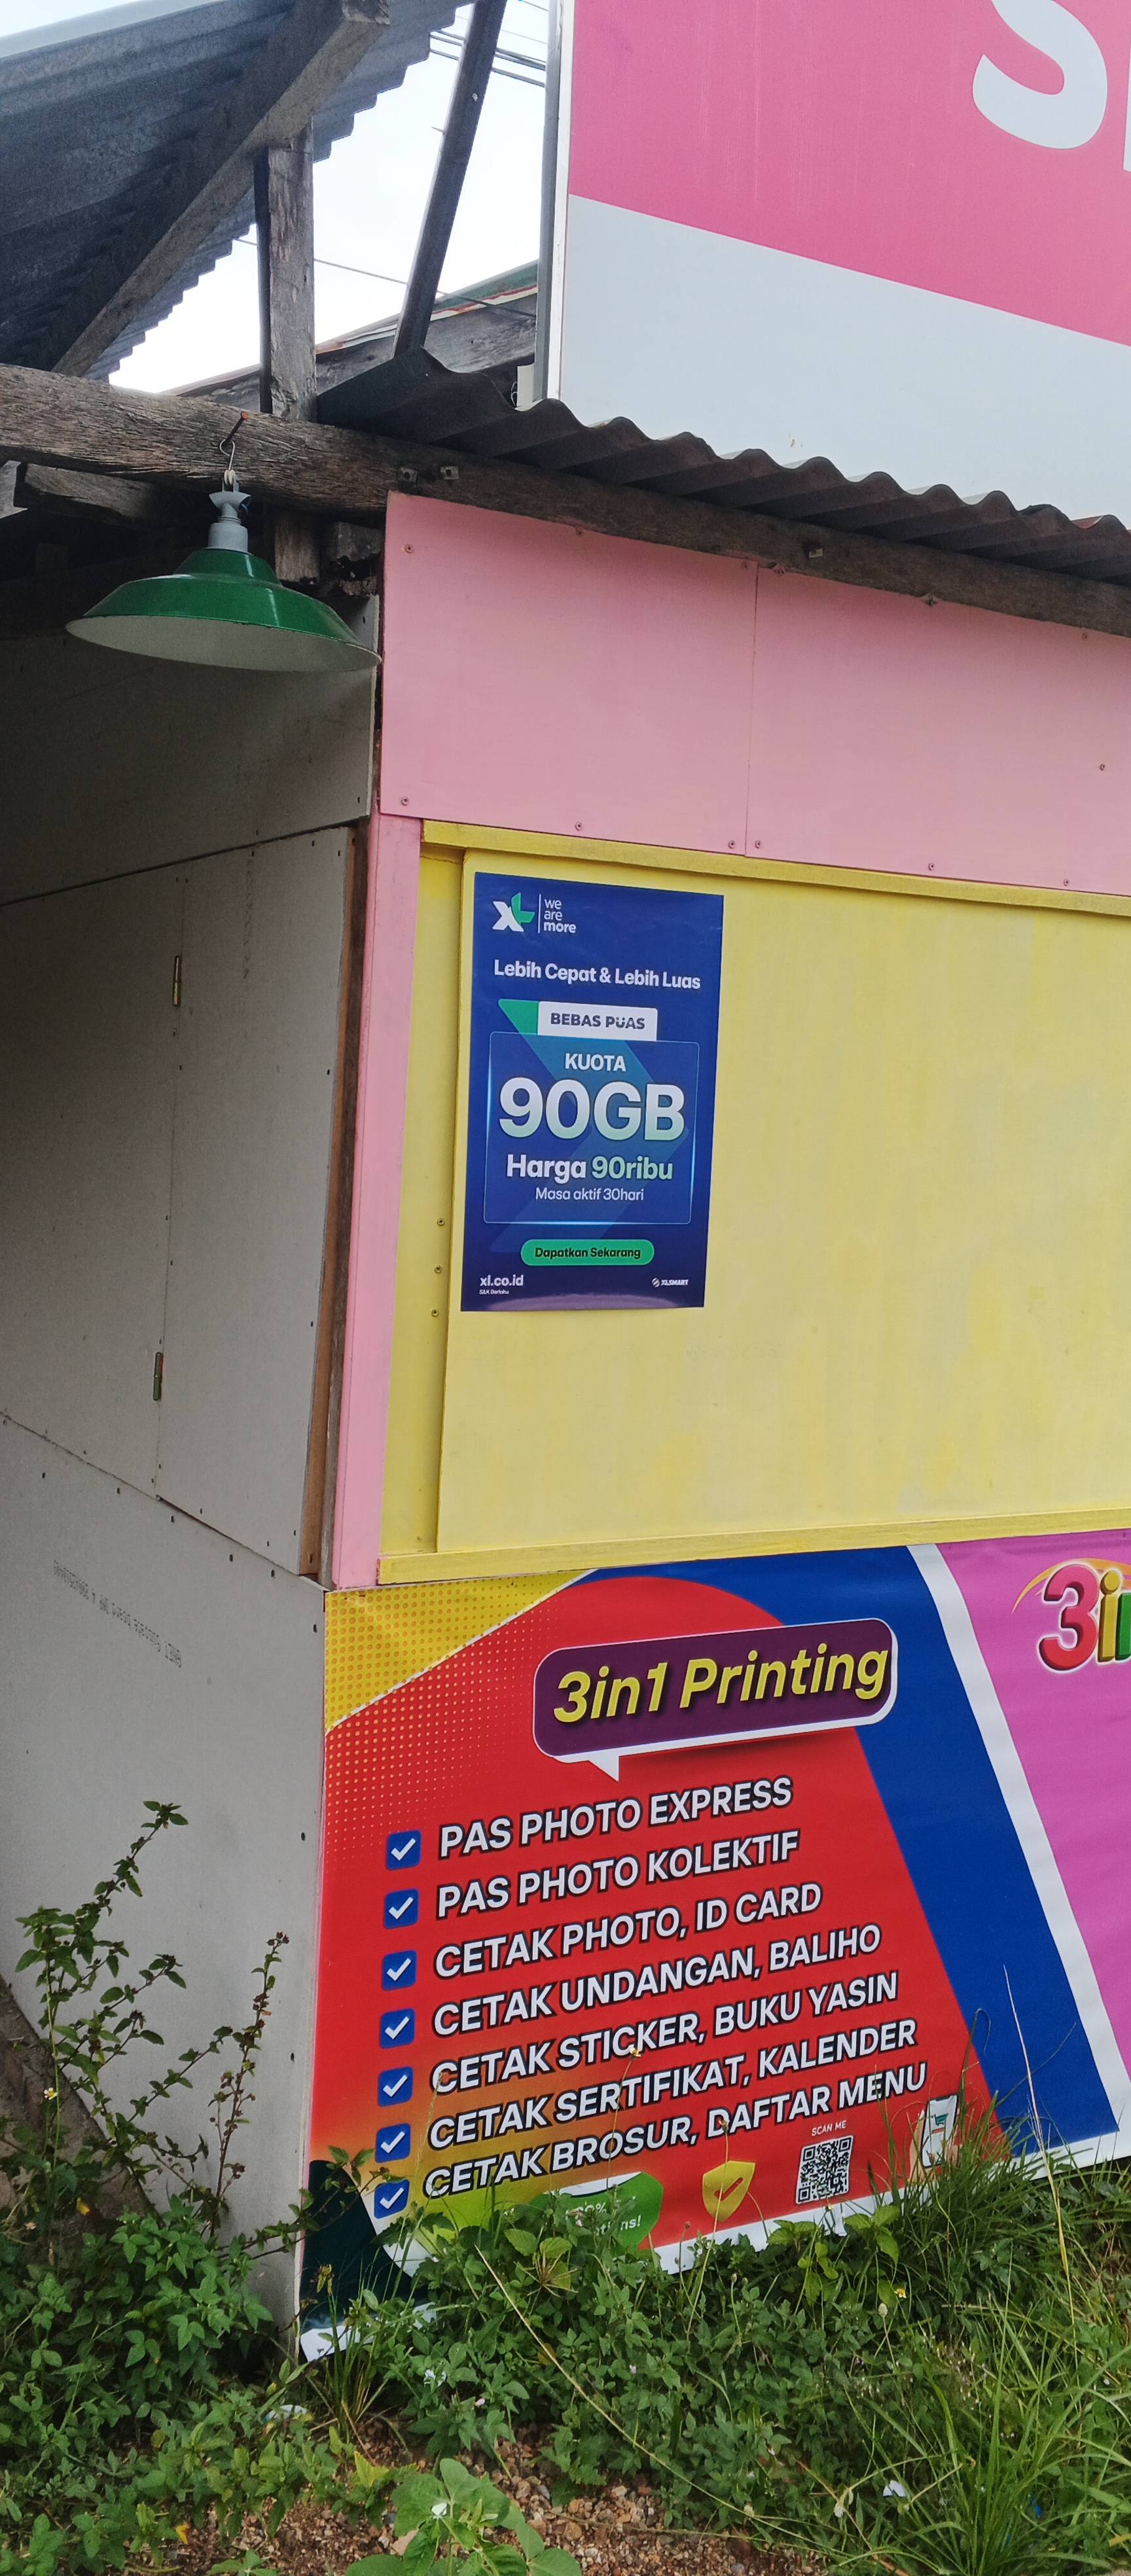 we
are
more
XL
Lebih Cepat & Lebih Luas
BEBAS PUAS
KUOTA
90GB
Harga 90ribu
Masa aktif 30hari
Dapatkan Sekarang
xl.co.id
S&K Berlaku
XLSMART
3in1 Printing
PAS PHOTO EXPRESS
PAS PHOTO KOLEKTIF
CETAK PHOTO, ID CARD
CETAK UNDANGAN, BALIHO
CETAK STICKER, BUKU YASIN
CETAK SERTIFIKAT, KALENDER
CETAK BROSUR, DAFTAR MENU
SCAN ME